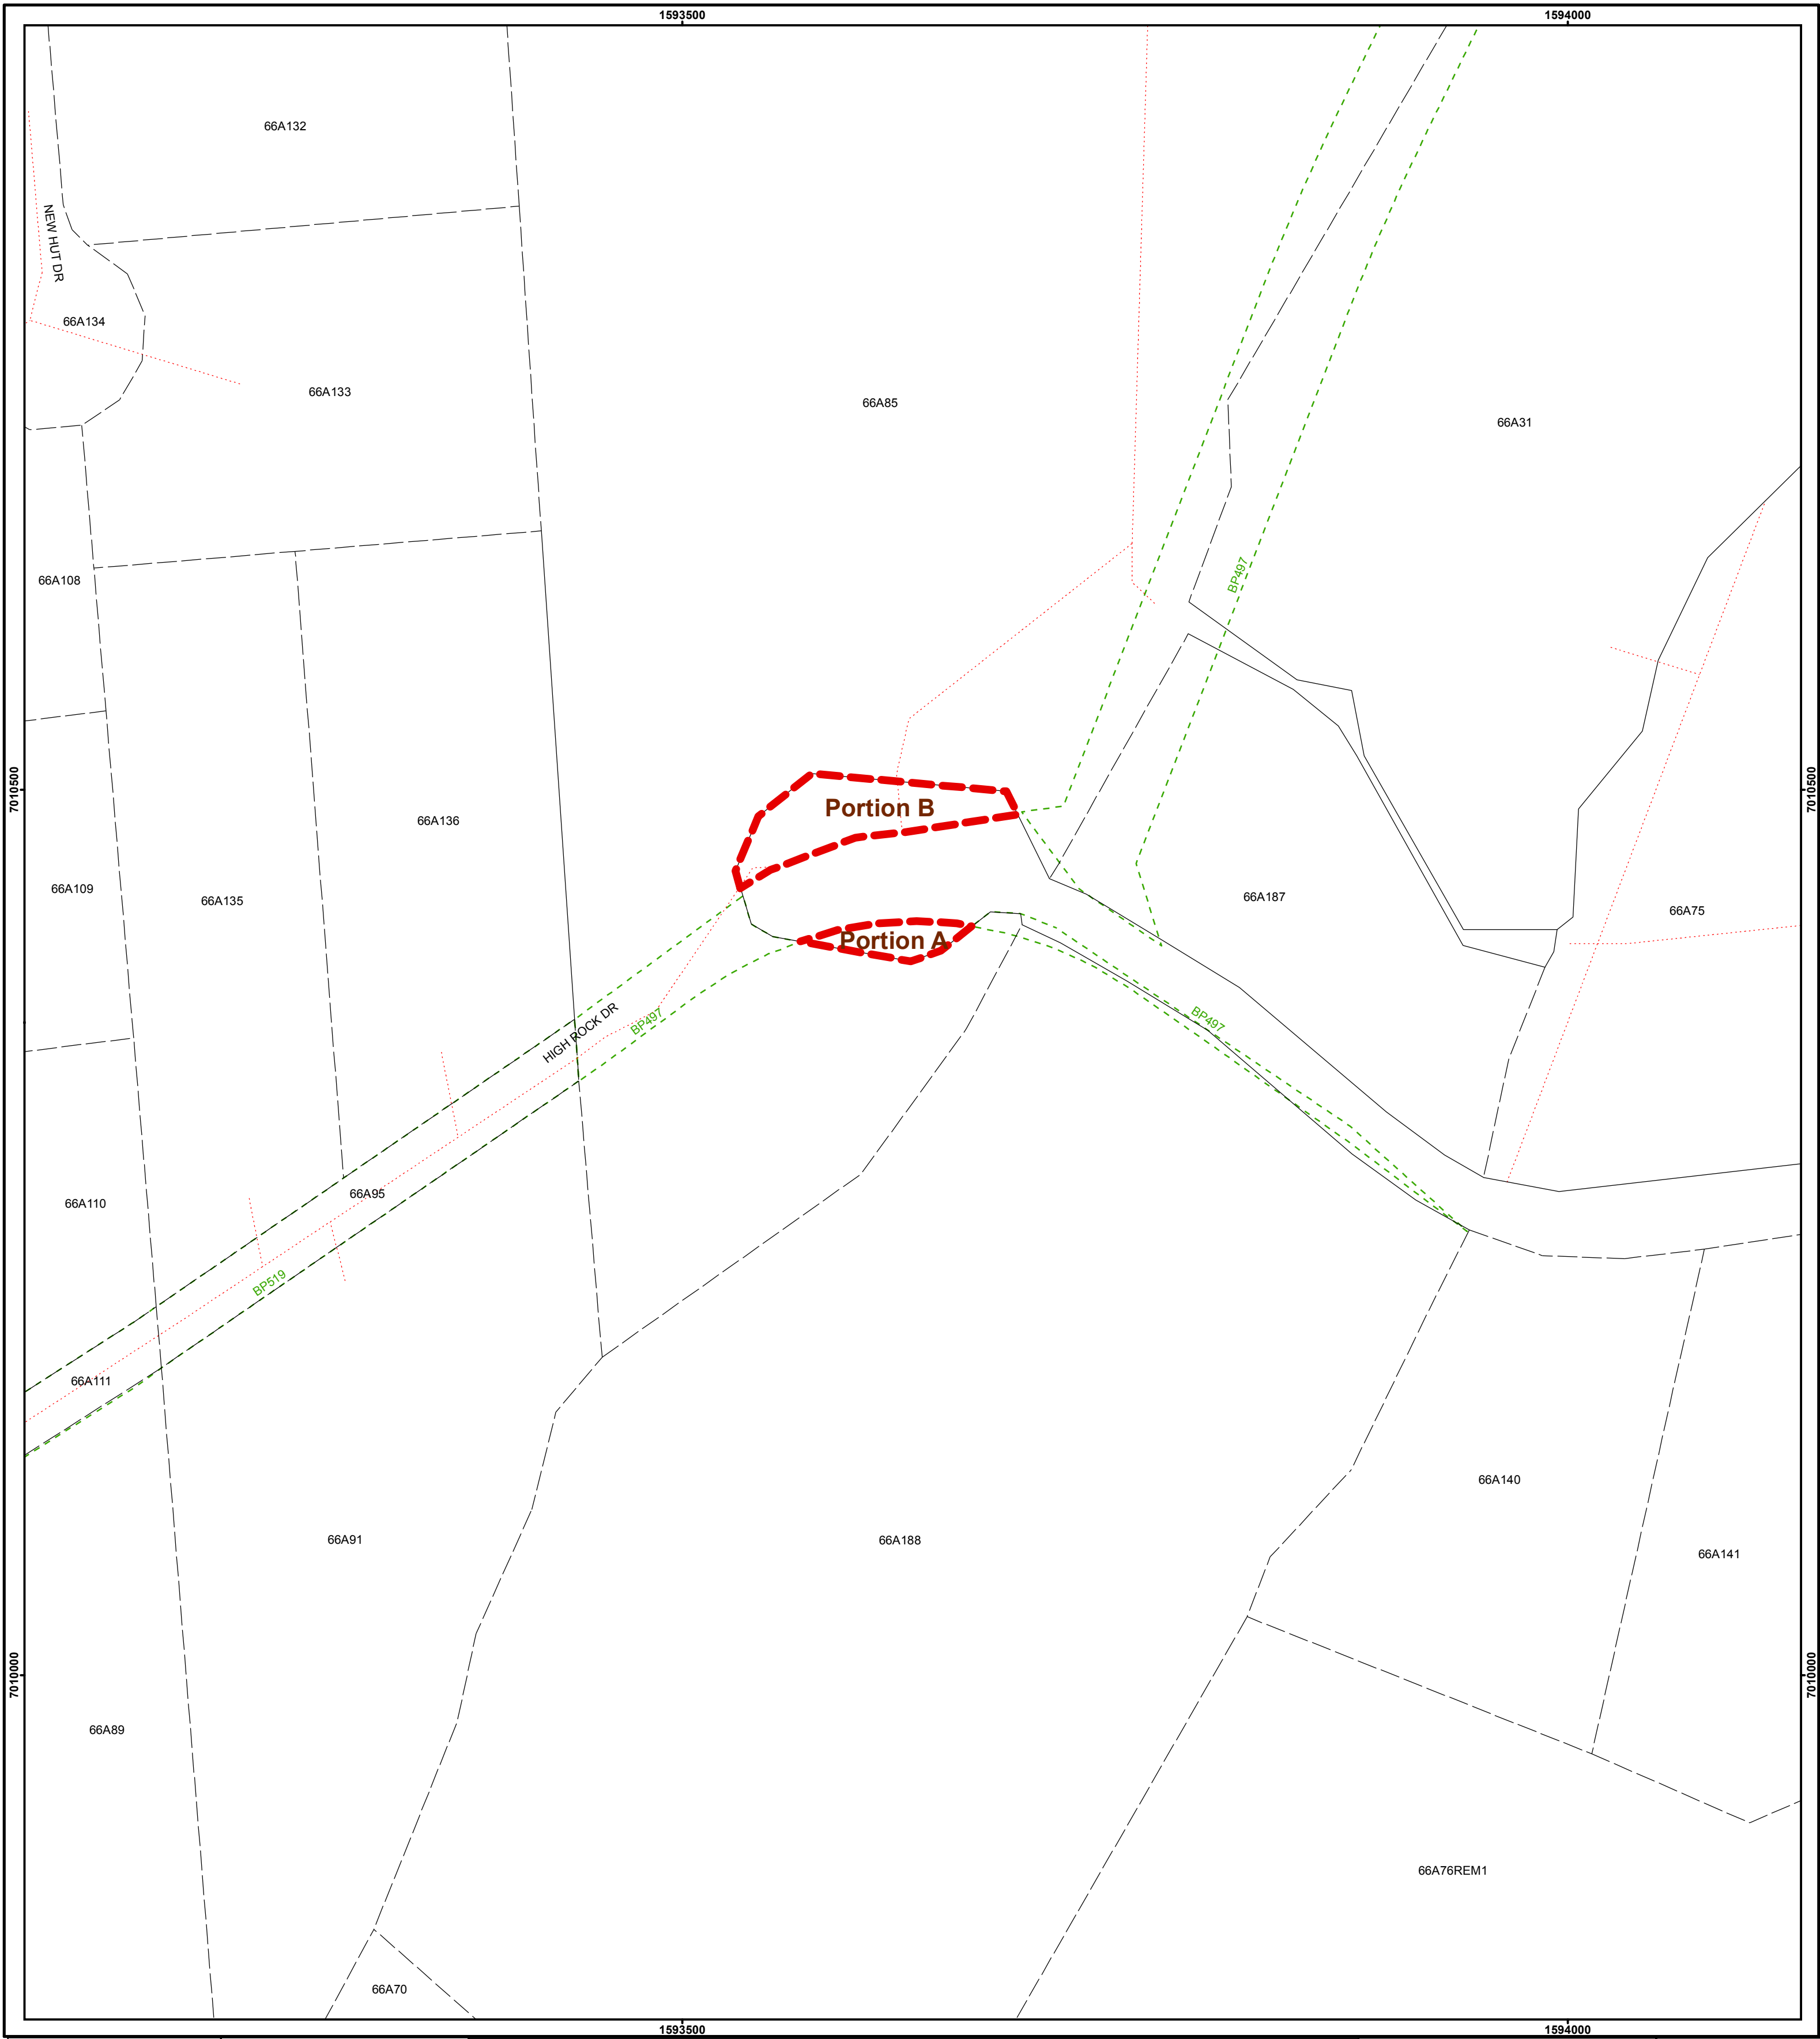 1593500
1594000
66A132
NEW HUT DR
66A134
66A133
66A85
66A31
66A108
BP497
7010500
7010500
Portion B
66A136
66A109
66A135
66A187
66A75
Portion A
HIGH ROCK DR
BP497
BP497
66A110
66A95
BP519
66A111
66A140
66A91
66A188
66A141
7010000
7010000
66A89
66A76REM1
66A70
1593500
1594000